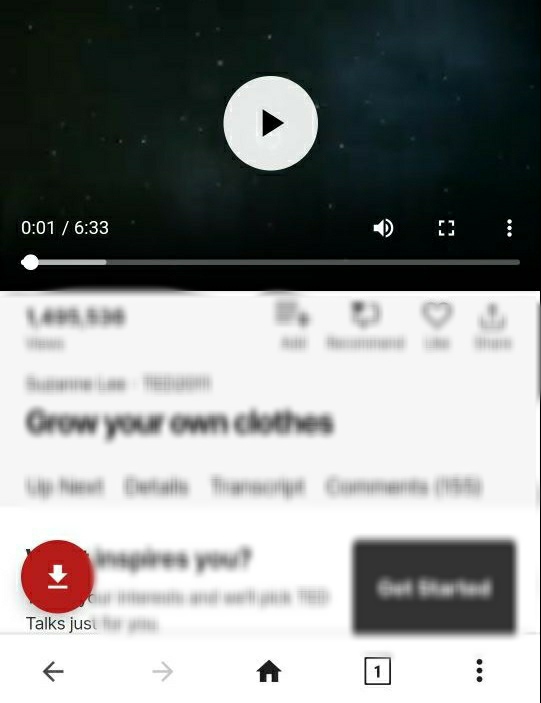 0:01 / 6:33
1,495,536
Views
Add Recommend Like Share
Suzanne Lee · TED2011
Grow your own clothes
Up Next Details Transcript Comments (155)
inspires you?
Get Started
your interests and we'll pick TED
Talks just for you.
1